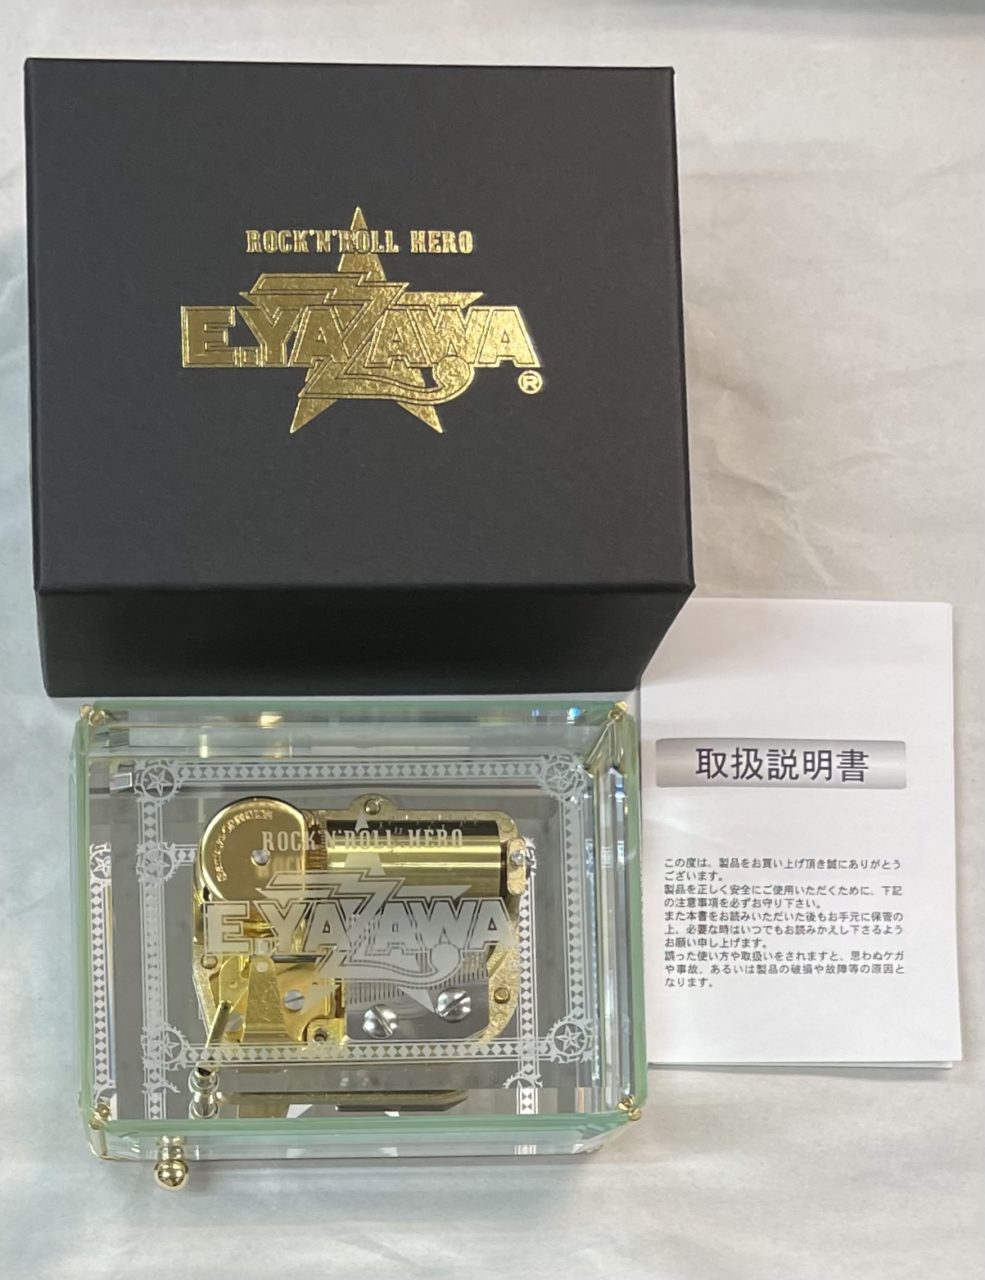 ROCK'N'ROLL HERO
E.YAZAWA
®
取扱説明書
この度は、製品をお買い上げ頂き誠にありがとう
ございます。
製品を正しく安全にご使用いただくために、下記
の注意事項を必ずお守り下さい。
また本書をお読みいただいた後もお手元に保管の
上、必要な時はいつでもお読みかえし下さるよう
お願い申し上げます。
誤った使い方や取扱いをされますと、思わぬケガ
や事故、あるいは製品の破損や故障等の原因と
なります。
ROCK'N'ROLL HERO
E.YAZAWA